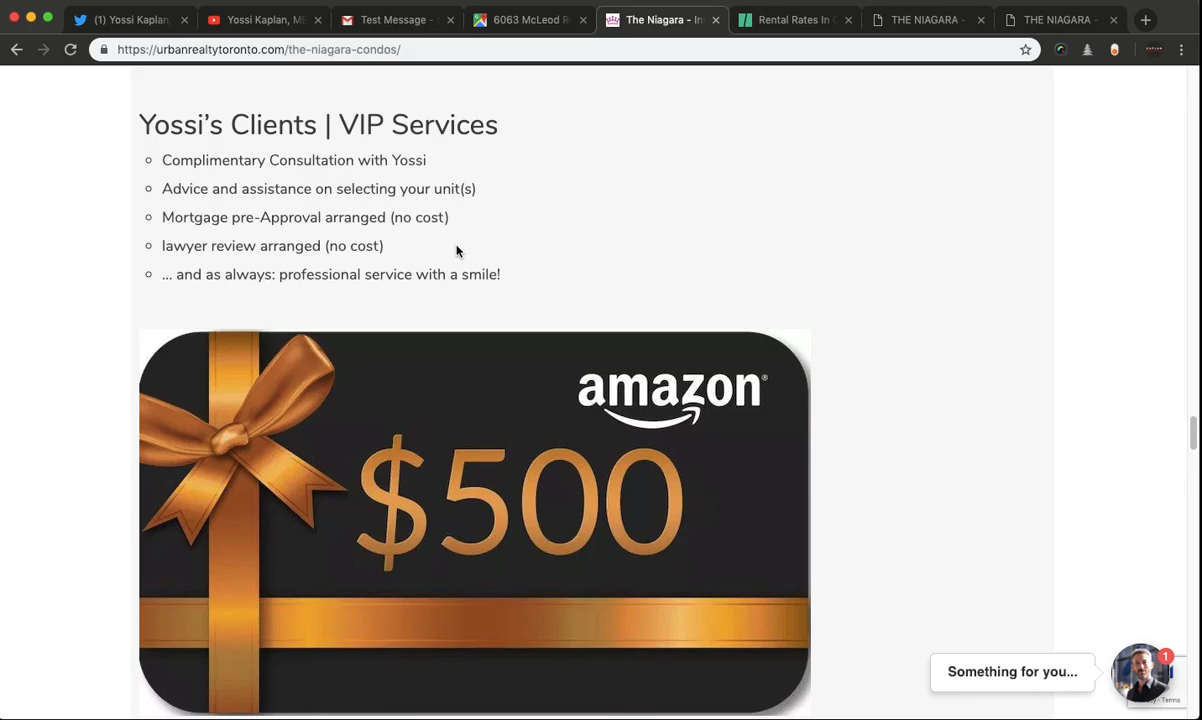 (1) Yossi Kaplan,
Yossi Kaplan, M
Test Message -
6063 McLeod R
The Niagara - In
Rental Rates In
THE NIAGARA -
THE NIAGARA -
https://urbanrealtytoronto.com/the-niagara-condos/
Yossi’s Clients | VIP Services
Complimentary Consultation with Yossi
Advice and assistance on selecting your unit(s)
Mortgage pre-Approval arranged (no cost)
lawyer review arranged (no cost)
... and as always: professional service with a smile!
amazon®
$500
Something for you...
1
- Terms